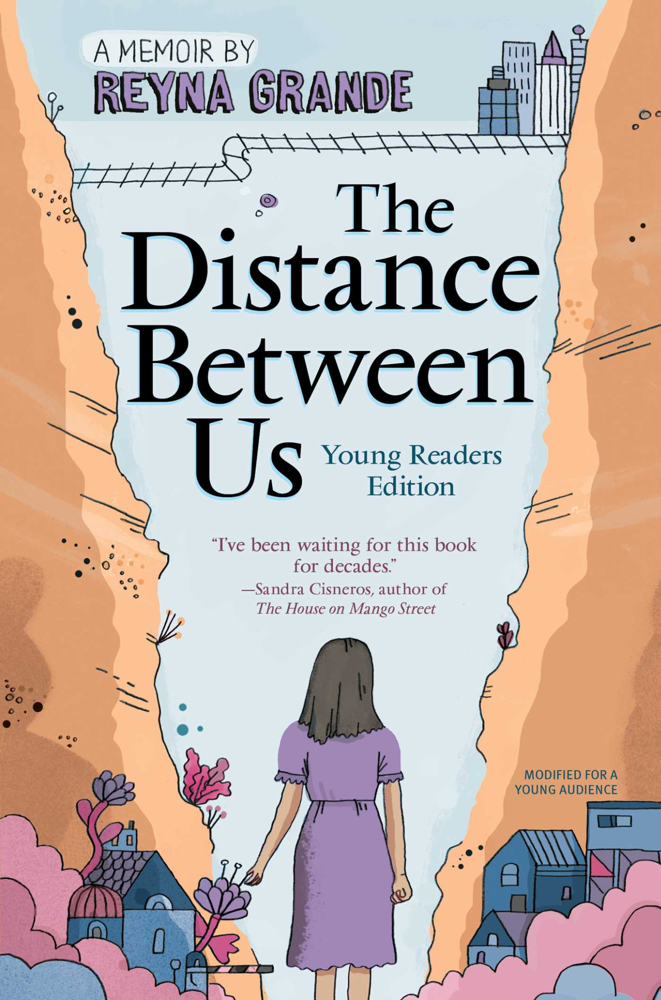 A MEMOIR BY
REYNA GRANDE
The
Distance
Between
Us
Young Readers
Edition
“I’ve been waiting for this book
for decades.”
—Sandra Cisneros, author of
The House on Mango Street
MODIFIED FOR A
YOUNG AUDIENCE